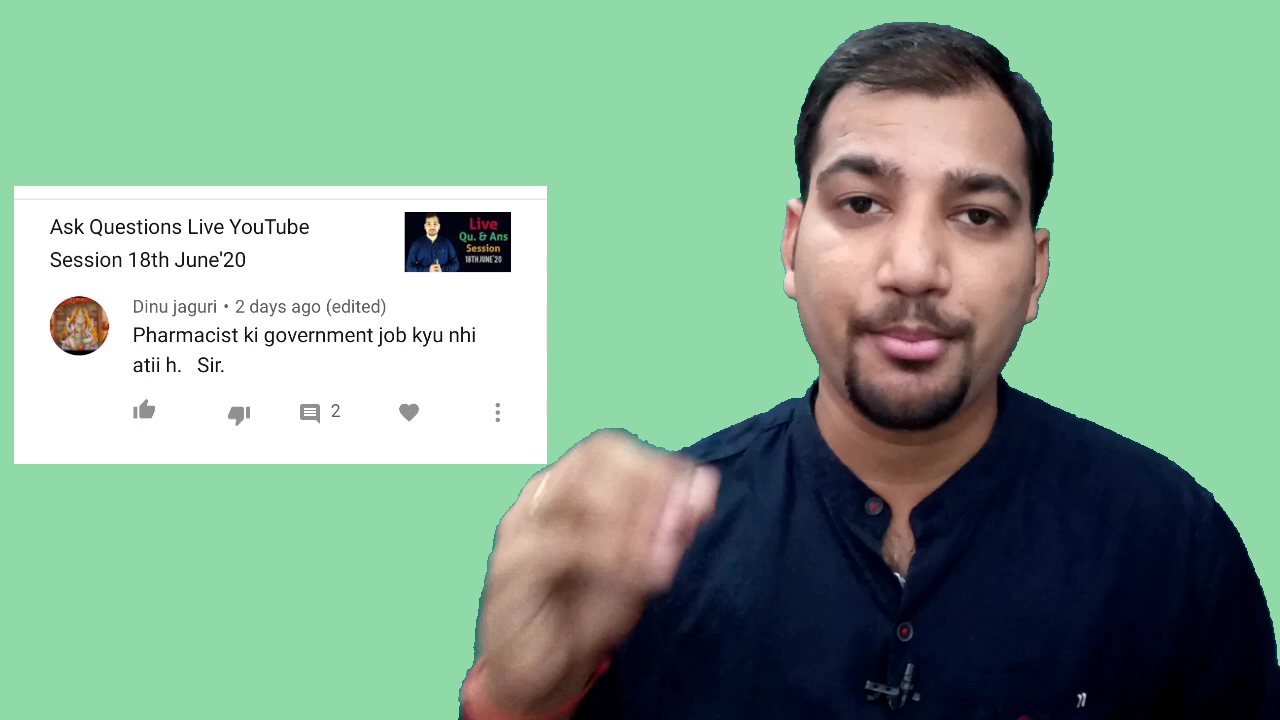 Ask Questions Live YouTube
Session 18th June'20
Live
Qu. & Ans
Session
18TH JUNE'20
Dinu jaguri • 2 days ago (edited)
Pharmacist ki government job kyu nhi
atii h. Sir.
2